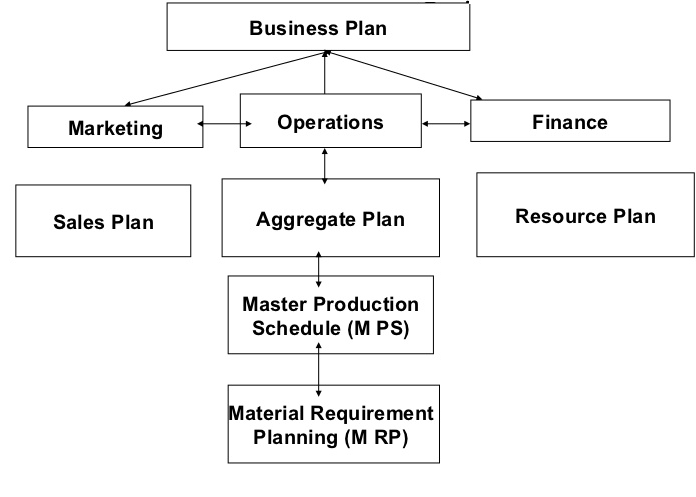 Business Plan
Marketing
Operations
Finance
Sales Plan
Aggregate Plan
Resource Plan
Master Production
Schedule (M PS)
Material Requirement
Planning (M RP)